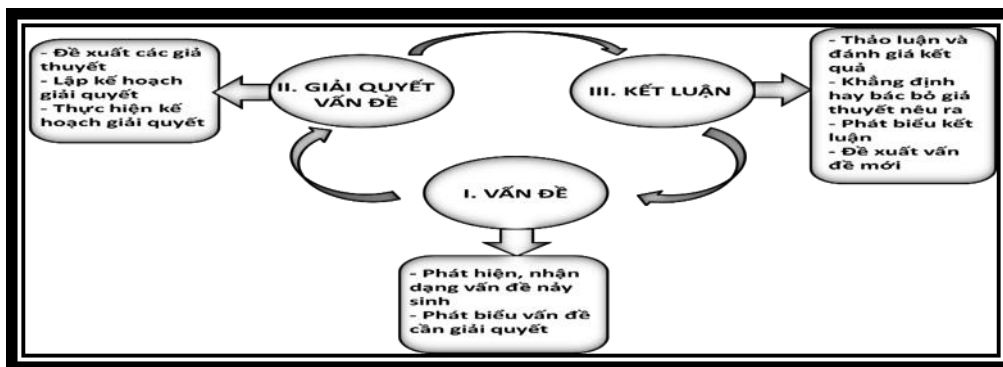 - Đề xuất các giả
thuyết
- Lập kế hoạch
giải quyết
- Thực hiện kế
hoạch giải quyết
II. GIẢI QUYẾT
VẤN ĐỀ
III. KẾT LUẬN
- Thảo luận và
đánh giá kết
quả
- Khẳng định
hay bác bỏ giả
thuyết nêu ra
- Phát biểu kết
luận
- Đề xuất vấn
đề mới
I. VẤN ĐỀ
- Phát hiện, nhận
dạng vấn đề nảy
sinh
- Phát biểu vấn đề
cần giải quyết